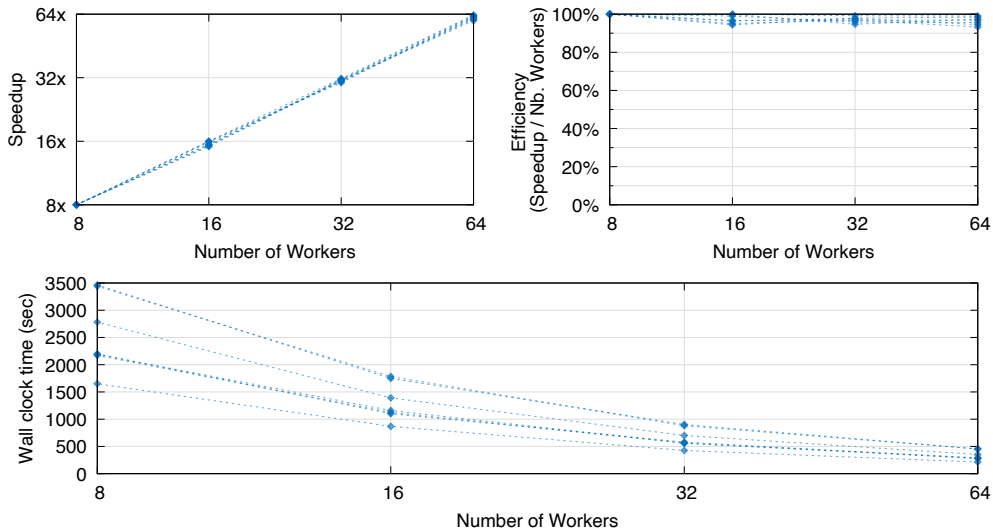 64x
32x
16x
8x
Speedup
8
16
32
64
Number of Workers
100%
80%
60%
40%
20%
0%
Efficiency
(Speedup / Nb. Workers)
8
16
32
64
Number of Workers
3500
3000
2500
2000
1500
1000
500
0
Wall clock time (sec)
8
16
32
64
Number of Workers